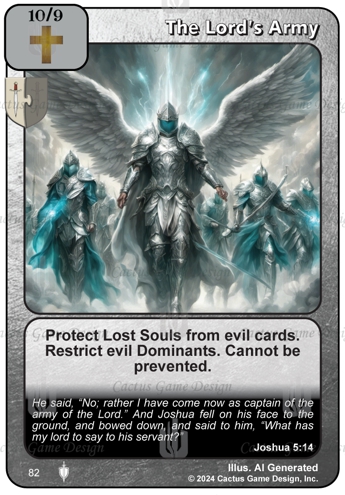 10/9
The Lord's Army
Protect Lost Souls from evil cards.
Restrict evil Dominants. Cannot be
prevented.
Cactus Game Design
He said, "No; rather I have come now as captain of the
army of the Lord." And Joshua fell on his face to the
ground, and bowed down, and said to him, "What has
my lord to say to his servant?"
Joshua 5:14
82
Illus. AI Generated
© 2024 Cactus Game Design, Inc.